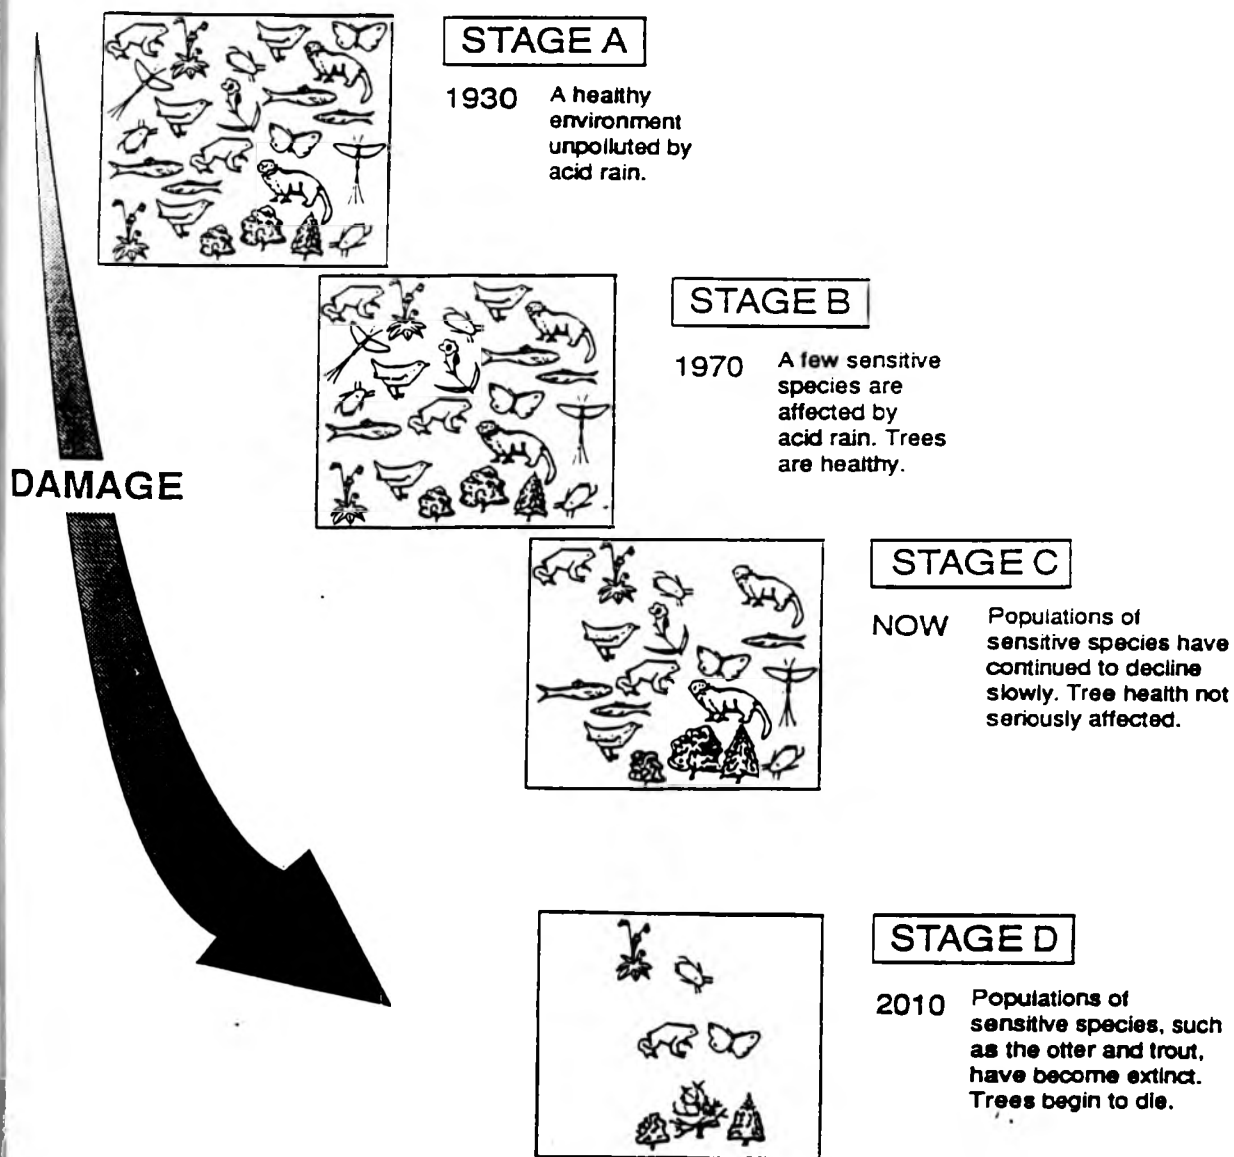 STAGE A
1930
A healthy
environment
unpolluted by
acid rain.
STAGE B
1970
A few sensitive
species are
affected by
acid rain. Trees
are healthy.
DAMAGE
STAGE C
NOW
Populations of
sensitive species have
continued to decline
slowly. Tree health not
seriously affected.
STAGE D
2010
Populations of
sensitive species, such
as the otter and trout,
have become extinct.
Trees begin to die.